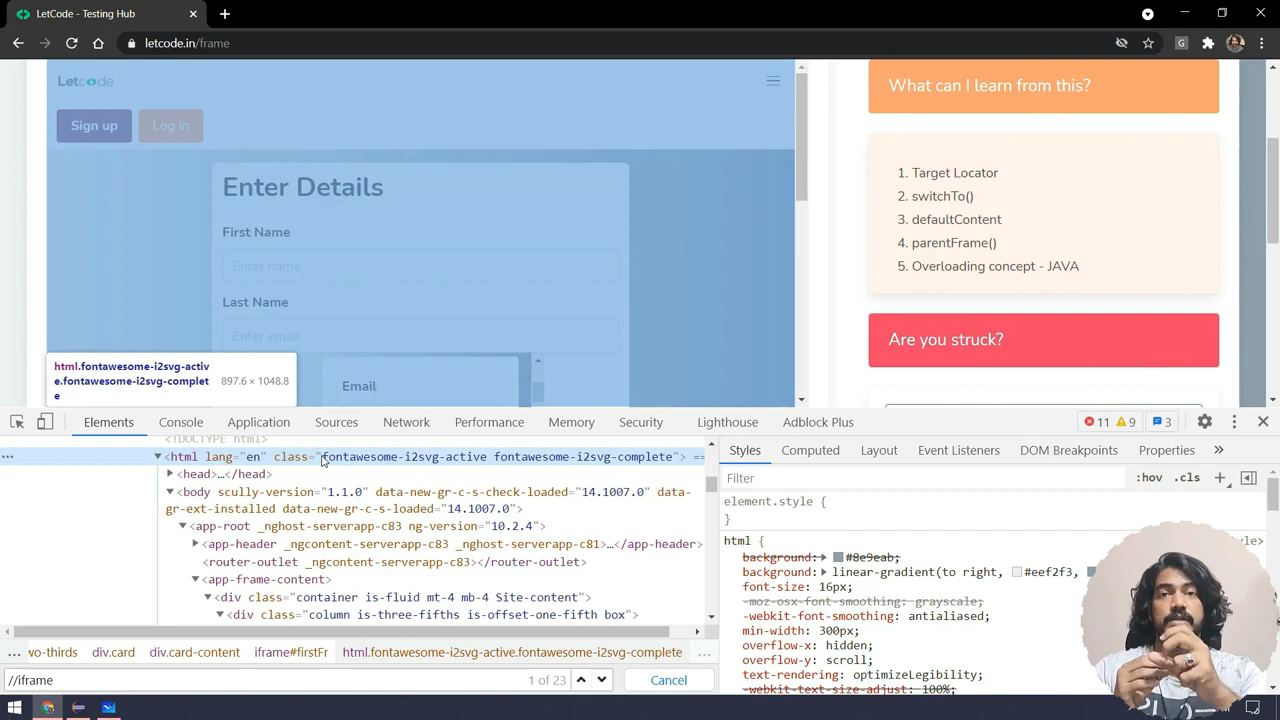 LetCode - Testing Hub
letcode.in/frame
G
Letcode
Sign up
Log in
Enter Details
First Name
Enter name
Last Name
Enter email
Email
html.fontawesome-i2svg-activ
e.fontawesome-i2svg-complet
e
897.6 × 1048.8
What can I learn from this?
1. Target Locator
2. switchTo()
3. defaultContent
4. parentFrame()
5. Overloading concept - JAVA
Are you struck?
Elements Console Application Sources Network Performance Memory Security Lighthouse Adblock Plus
11 9 3
<!DOCTYPE html>
<html lang="en" class="fontawesome-i2svg-active fontawesome-i2svg-complete"> ==
<head>…</head>
<body scully-version="1.1.0" data-new-gr-c-s-check-loaded="14.1007.0" data-
gr-ext-installed data-new-gr-c-s-loaded="14.1007.0">
<app-root _nghost-serverapp-c83 ng-version="10.2.4">
<app-header _ngcontent-serverapp-c83 _nghost-serverapp-c81>…</app-header>
<router-outlet _ngcontent-serverapp-c83></router-outlet>
<app-frame-content>
<div class="container is-fluid mt-4 mb-4 Site-content">
<div class="column is-three-fifths is-offset-one-fifth box">
... wo-thirds div.card div.card-content iframe#firstFr html.fontawesome-i2svg-active.fontawesome-i2svg-complete ...
//iframe
1 of 23
Cancel
Styles Computed Layout Event Listeners DOM Breakpoints Properties »
Filter
:hov .cls
element.style {
}
html {
style>
background: #8e9eab;
background: linear-gradient(to right, #eef2f3,
font-size: 16px;
-moz-osx-font-smoothing: grayscale;
-webkit-font-smoothing: antialiased;
min-width: 300px;
overflow-x: hidden;
overflow-y: scroll;
text-rendering: optimizeLegibility;
-webkit-text-size-adjust: 100%;